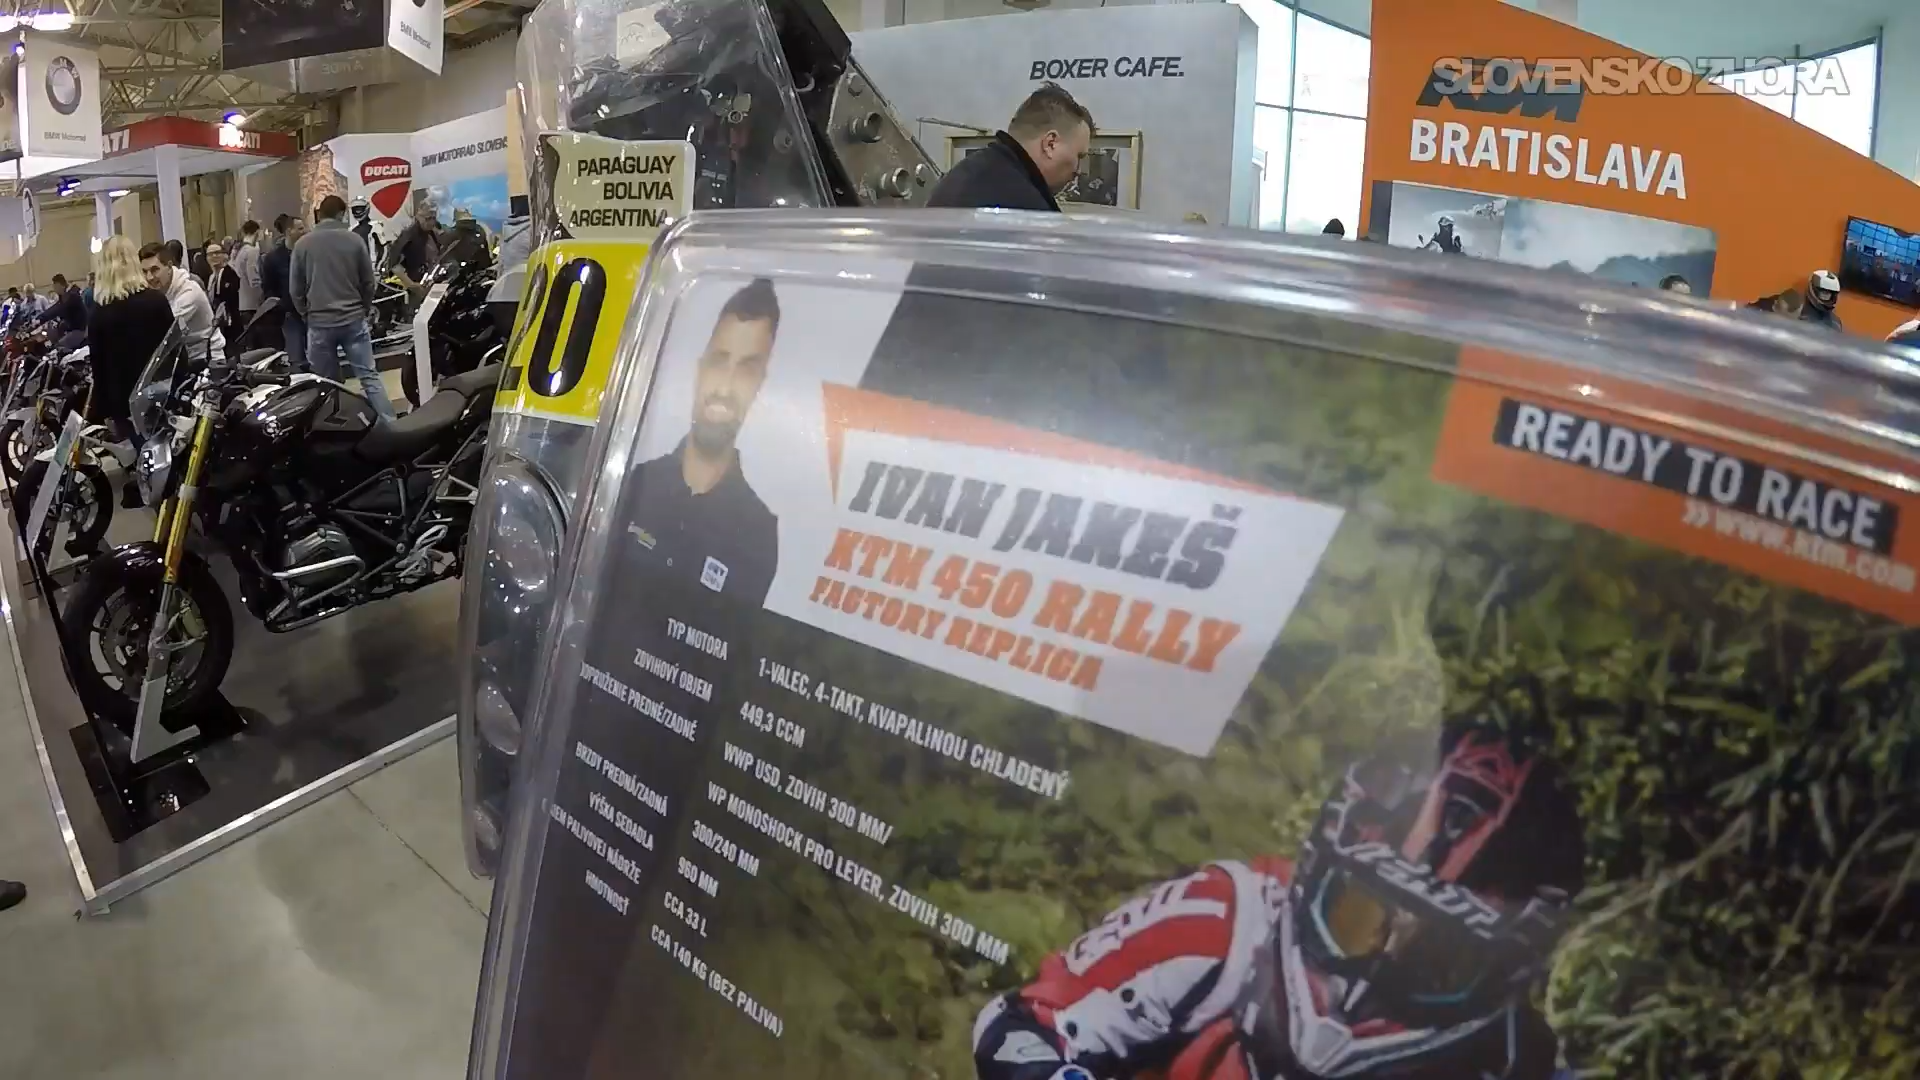 BMW Motorrad
BMW Motorrad
DUCATI
DUCATI
BMW MOTORRAD SLOVENS
BOXER CAFE.
SLOVENSKOZHORA
KTM
BRATISLAVA
PARAGUAY
BOLIVIA
ARGENTINA
20
READY TO RACE
>> www.ktm.com
IVAN JAKEŠ
KTM 450 RALLY
FACTORY REPLICA
TYP MOTORA 1-VALEC, 4-TAKT, KVAPALINOU CHLADENÝ
ZDVIHOVÝ OBJEM 449,3 CCM
ODPRUŽENIE PREDNÉ/ZADNÉ WWP USD, ZDVIH 300 MM/
WP MONOSHOCK PRO LEVER, ZDVIH 300 MM
BRZDY PREDNÁ/ZADNÁ 300/240 MM
VÝŠKA SEDADLA 960 MM
OBJEM PALIVOVEJ NÁDRŽE CCA 33 L
HMOTNOSŤ CCA 140 KG (BEZ PALIVA)